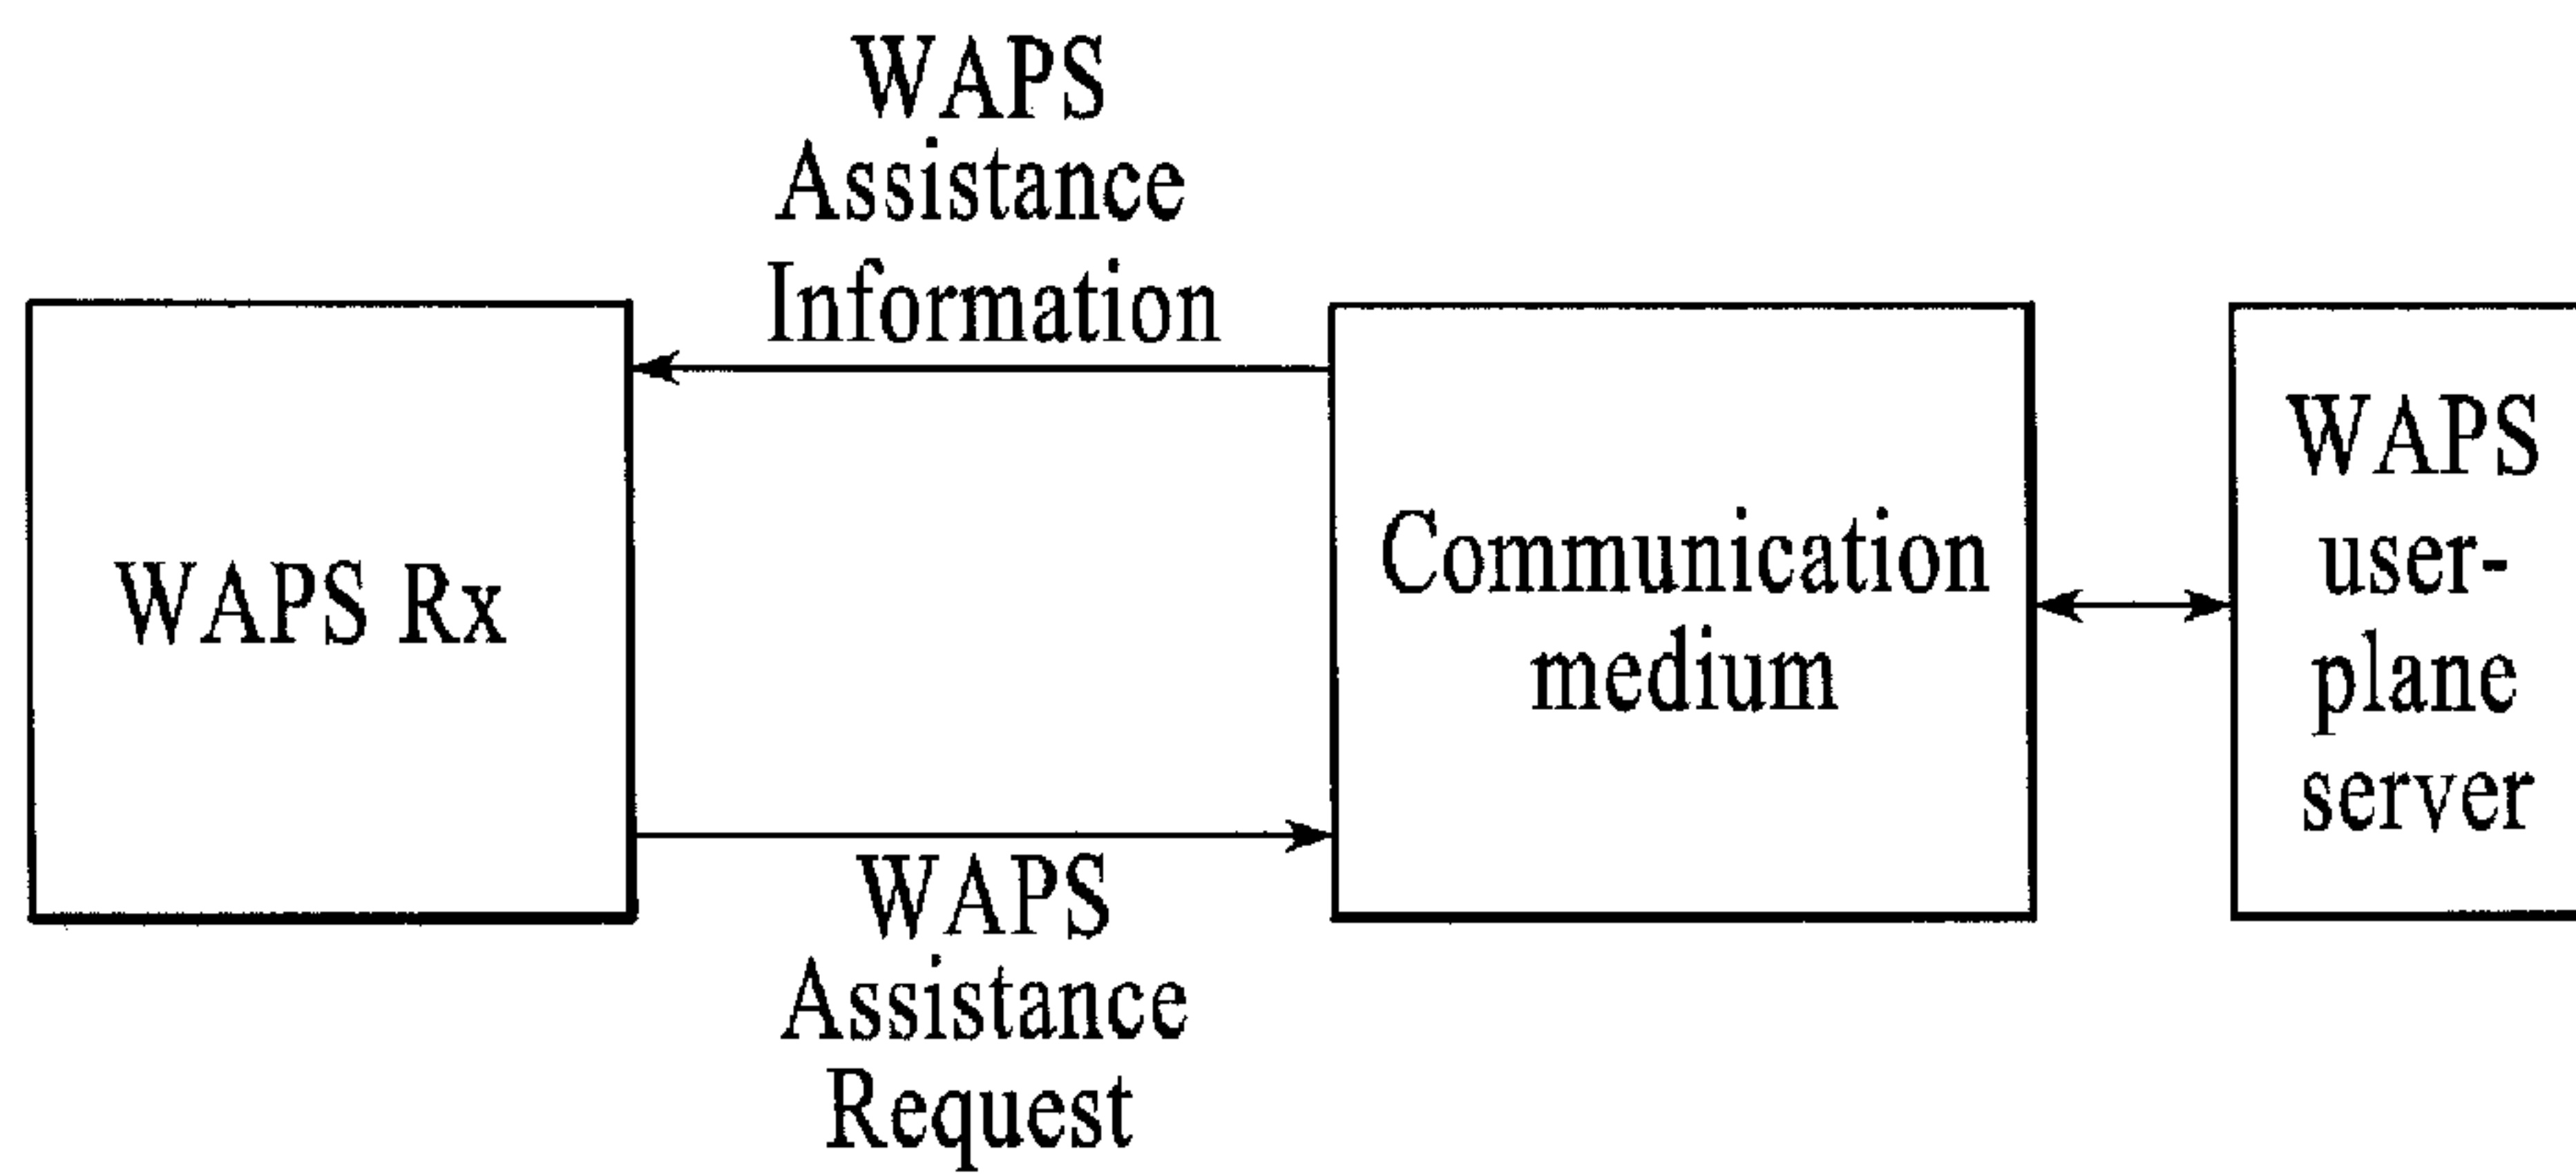 WAPS
Assistance
Information
WAPS Rx
Communication
medium
WAPS
user-
plane
server
WAPS
Assistance
Request